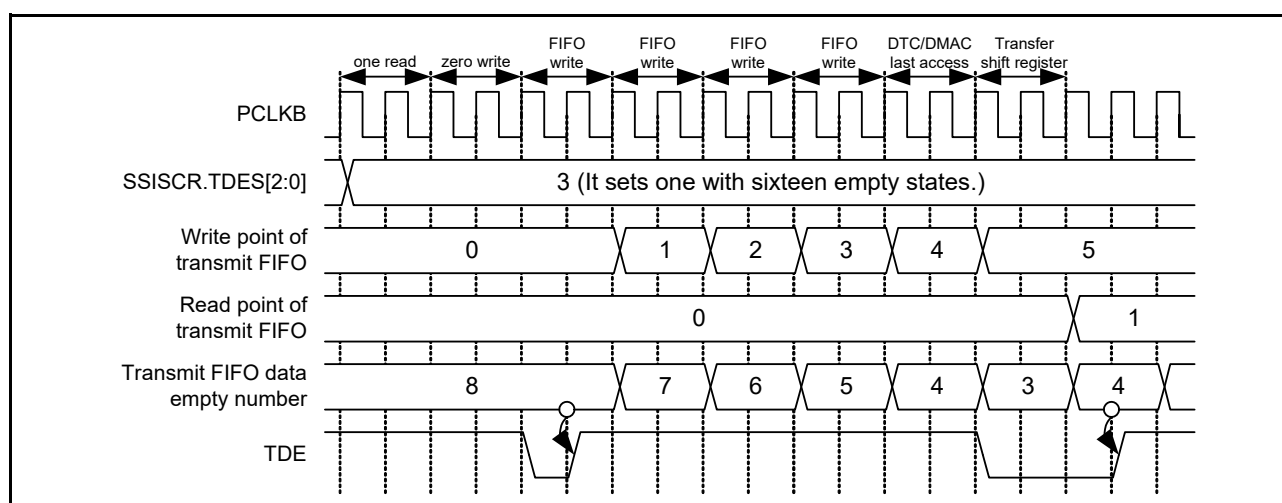 one read
zero write
FIFO
write
FIFO
write
FIFO
write
FIFO
write
DTC/DMAC
last access
Transfer
shift register
PCLKB
SSISCR.TDES[2:0]
3 (It sets one with sixteen empty states.)
Write point of
transmit FIFO
0 1 2 3 4 5
Read point of
transmit FIFO
0 1
Transmit FIFO data
empty number
8 7 6 5 4 3 4
TDE